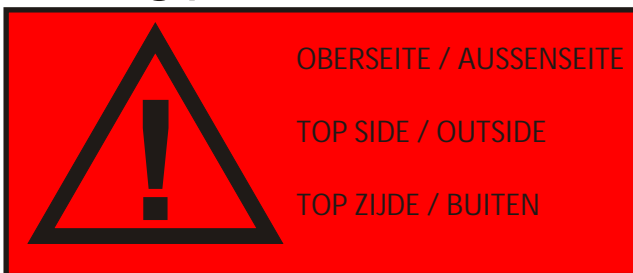 OBERSEITE / AUSSENSEITE
TOP SIDE / OUTSIDE
TOP ZIJDE / BUITEN